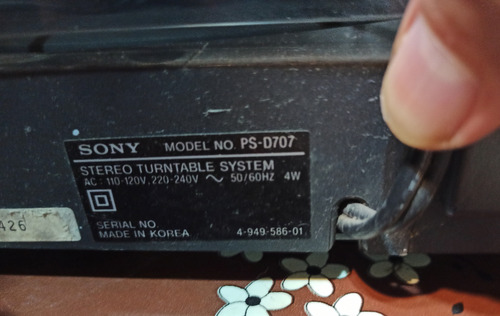 SONY MODEL NO. PS-D707
STEREO TURNTABLE SYSTEM
AC : 110-120V, 220-240V ~ 50/60HZ 4W
SERIAL NO.
MADE IN KOREA 4-949-586-01
426